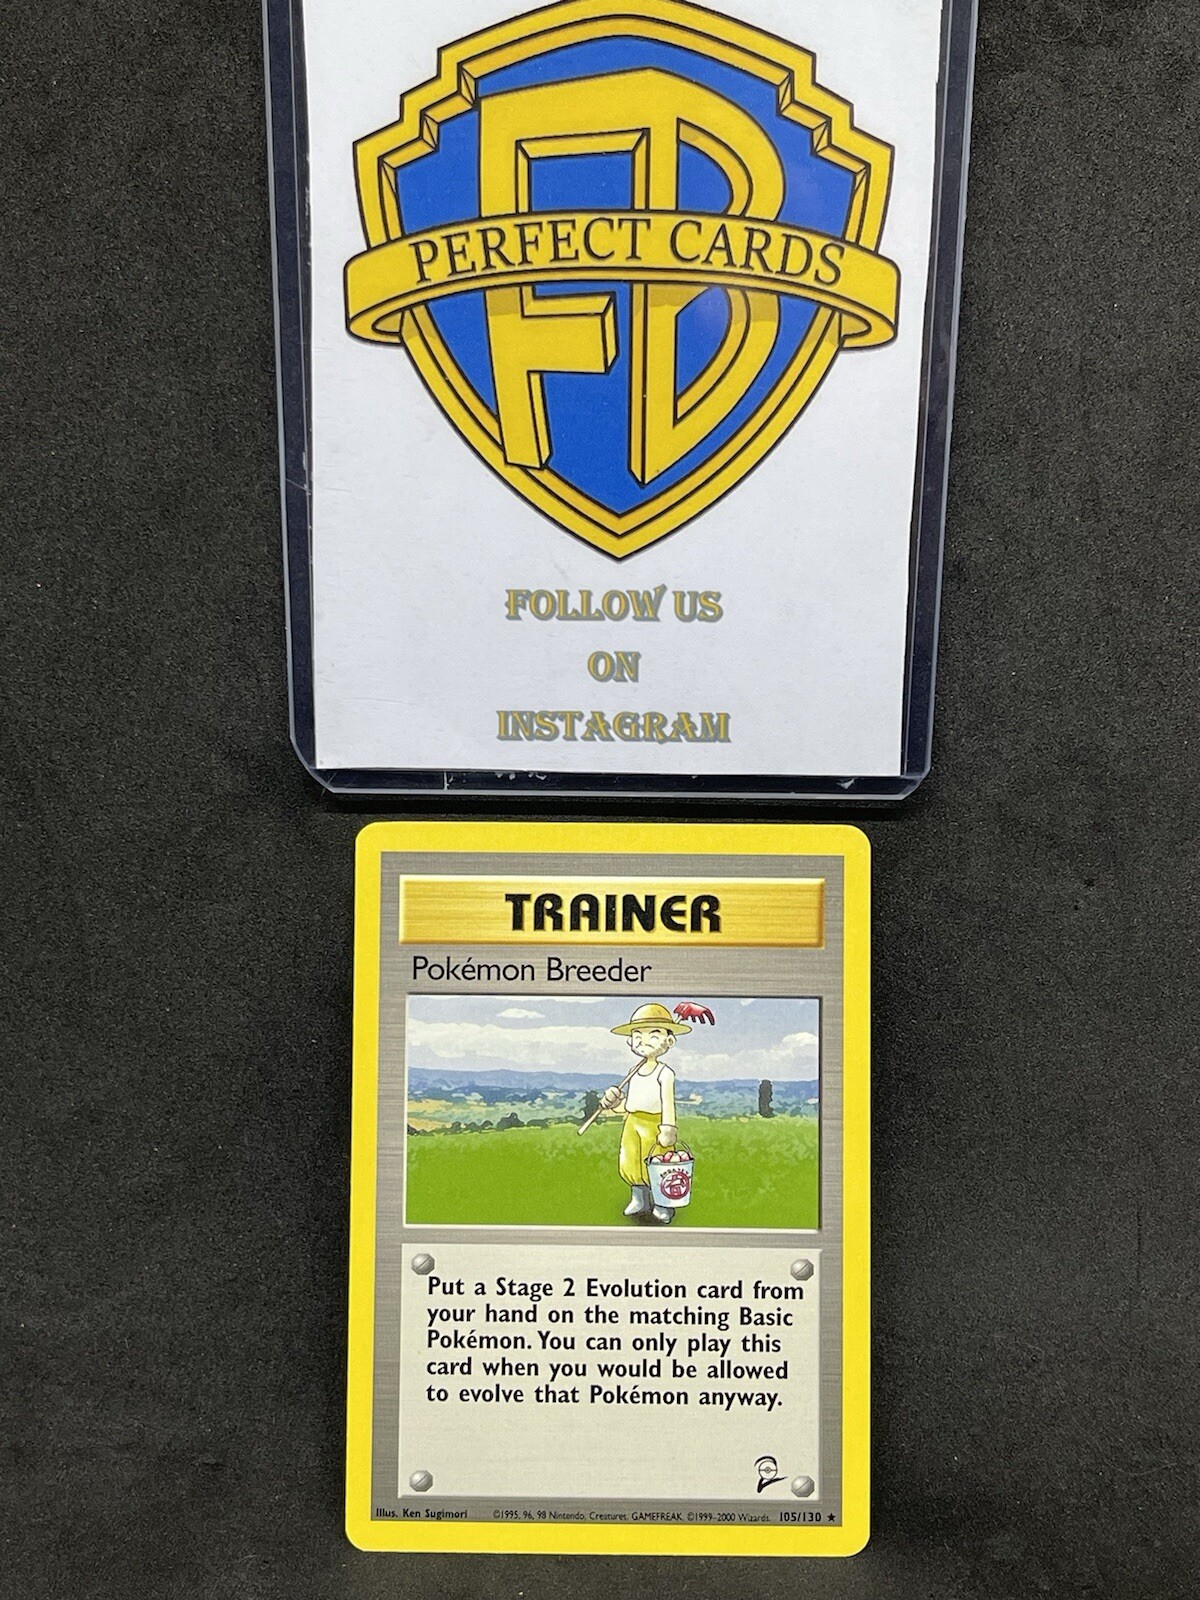 FB
PERFECT CARDS
FOLLOW US
ON
INSTAGRAM
TRAINER
Pokémon Breeder
Put a Stage 2 Evolution card from
your hand on the matching Basic
Pokémon. You can only play this
card when you would be allowed
to evolve that Pokémon anyway.
Illus. Ken Sugimori ©1995, 96, 98 Nintendo, Creatures, GAMEFREAK. ©1999-2000 Wizards. 105/130 ★